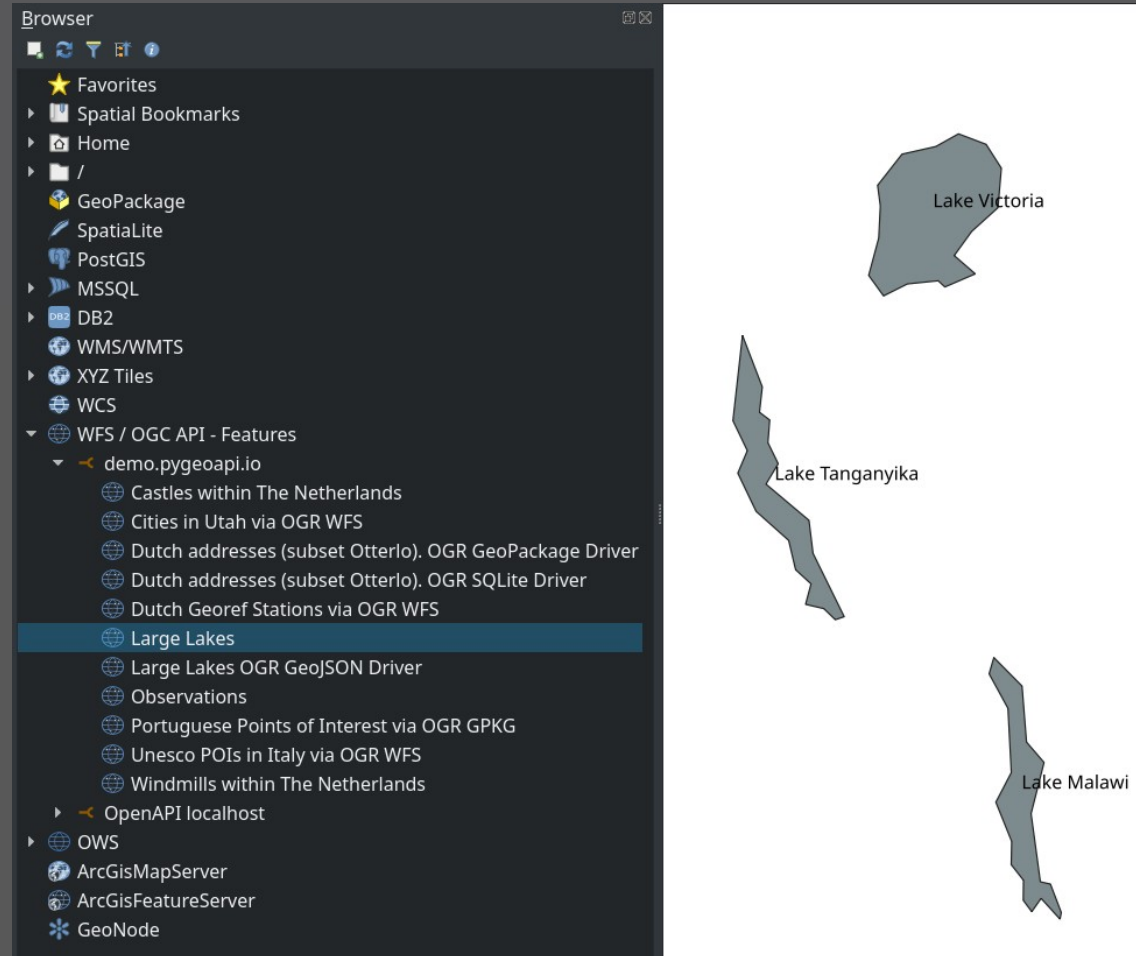 Browser
Favorites
Spatial Bookmarks
Home
/
GeoPackage
SpatiaLite
PostGIS
MSSQL
DB2 DB2
WMS/WMTS
XYZ Tiles
WCS
WFS / OGC API - Features
demo.pygeoapi.io
Castles within The Netherlands
Cities in Utah via OGR WFS
Dutch addresses (subset Otterlo). OGR GeoPackage Driver
Dutch addresses (subset Otterlo). OGR SQLite Driver
Dutch Georef Stations via OGR WFS
Large Lakes
Large Lakes OGR GeoJSON Driver
Observations
Portuguese Points of Interest via OGR GPKG
Unesco POIs in Italy via OGR WFS
Windmills within The Netherlands
OpenAPI localhost
OWS
ArcGisMapServer
ArcGisFeatureServer
GeoNode
Lake Victoria
Lake Tanganyika
Lake Malawi